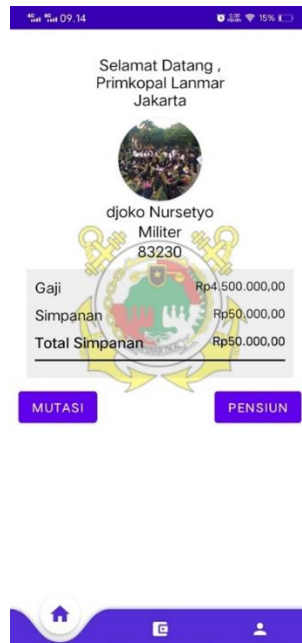 09.14
15%
Selamat Datang ,
Primkopal Lanmar
Jakarta
djoko Nursetyo
Militer
83230
Gaji Rp4.500.000,00
Simpanan Rp50.000,00
Total Simpanan Rp50.000,00
MUTASI PENSIUN